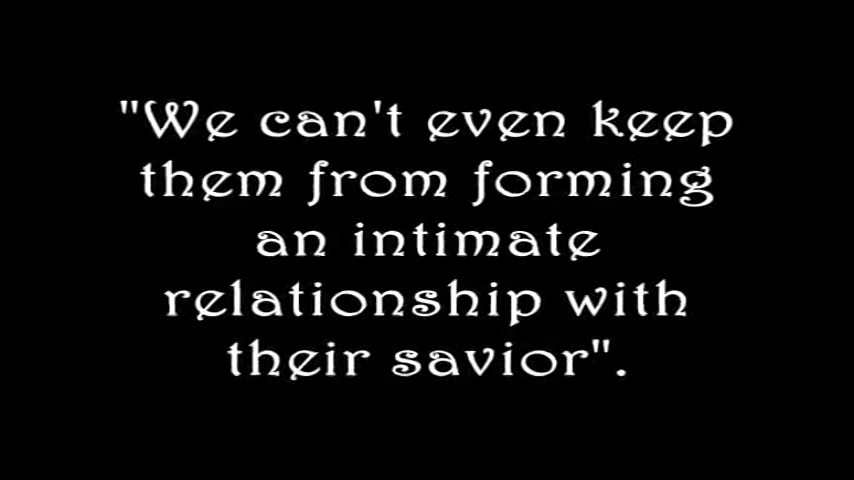 "We can't even keep
them from forming
an intimate
relationship with
their savior".